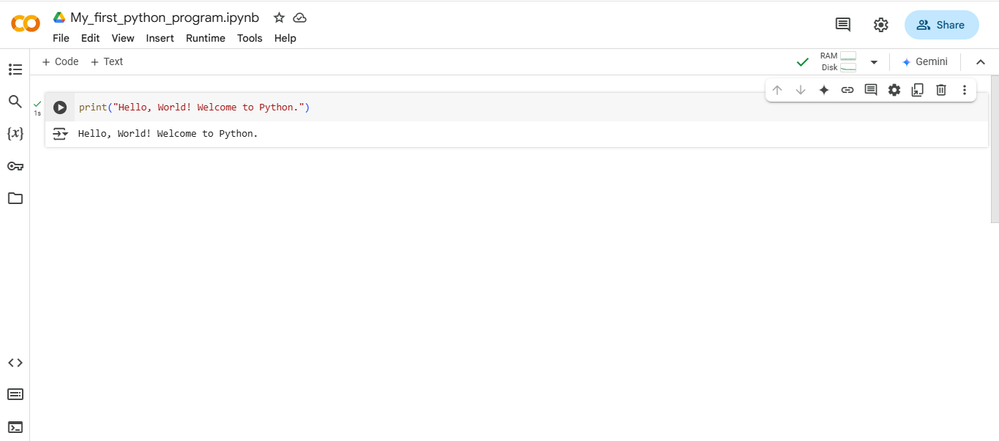 My_first_python_program.ipynb
File Edit View Insert Runtime Tools Help
Share
+ Code + Text
RAM
Disk
Gemini
{x}
1s
print("Hello, World! Welcome to Python.")
Hello, World! Welcome to Python.